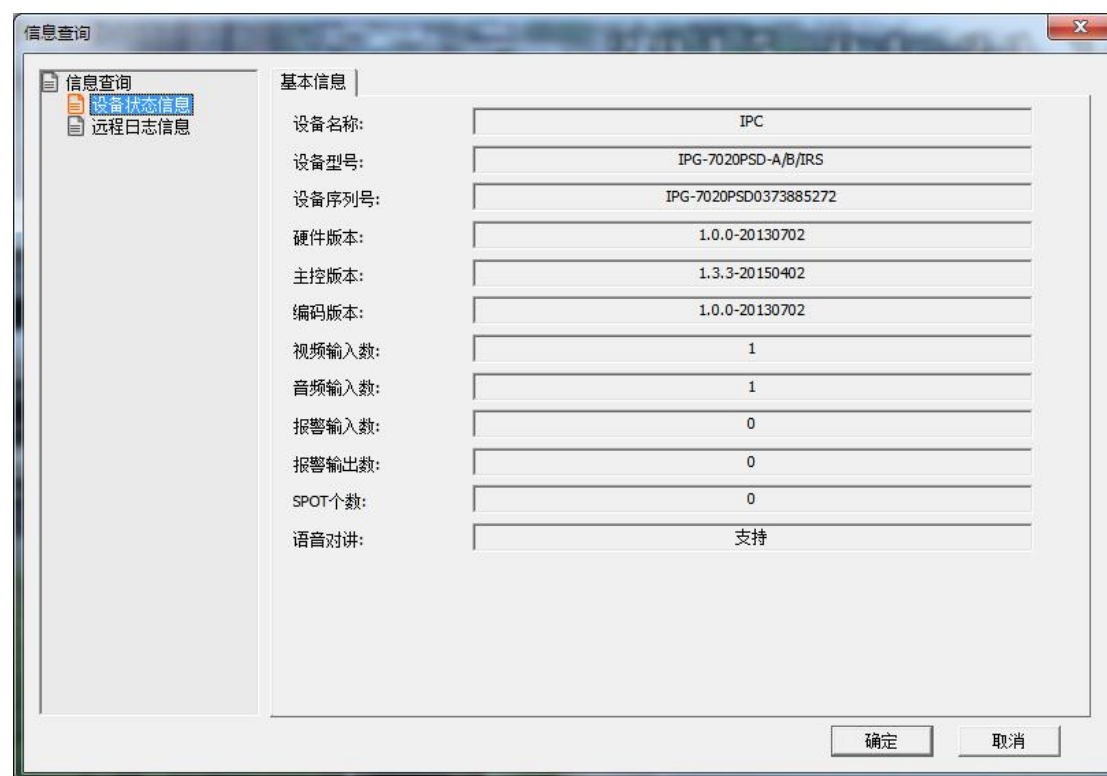 信息查询
信息查询
设备状态信息
远程日志信息
基本信息
设备名称: IPC
设备型号: IPG-7020PSD-A/B/IRS
设备序列号: IPG-7020PSD0373885272
硬件版本: 1.0.0-20130702
主控版本: 1.3.3-20150402
编码版本: 1.0.0-20130702
视频输入数: 1
音频输入数: 1
报警输入数: 0
报警输出数: 0
SPOT个数: 0
语音对讲: 支持
确定 取消